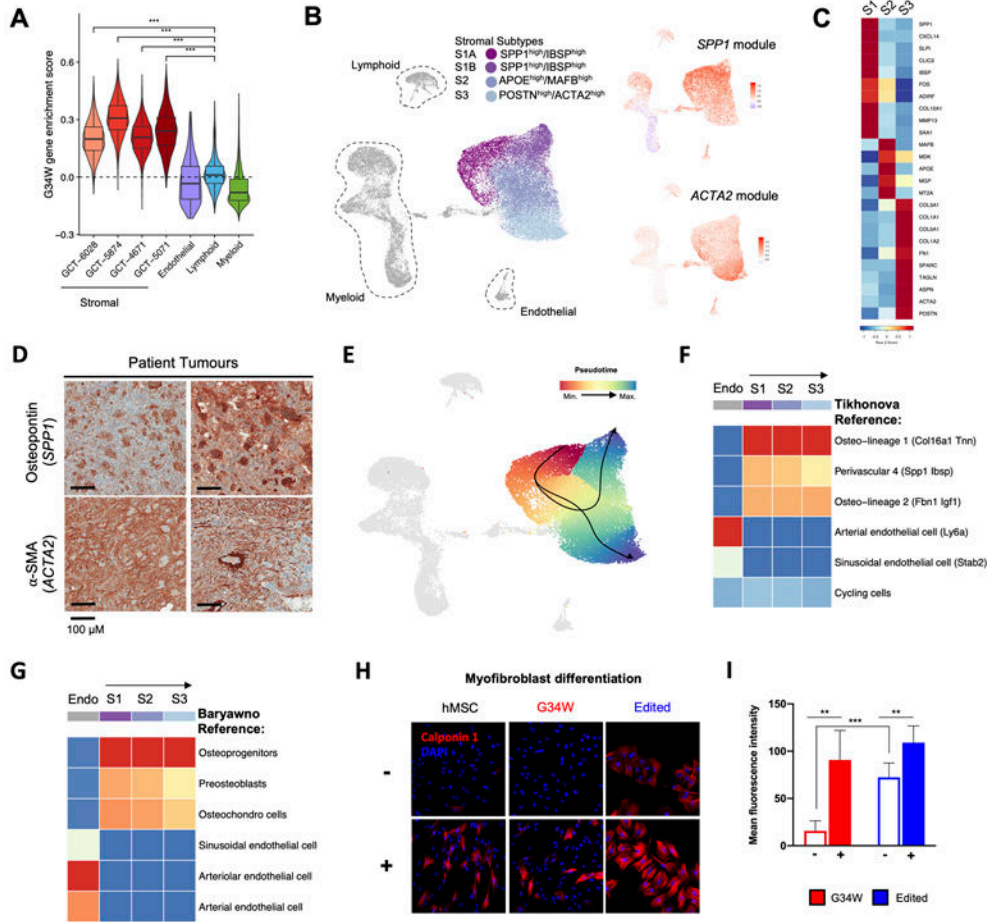 A
G34W gene enrichment score
0.6
0.3
0.0
−0.3
***
***
***
***
GCT−6028
GCT−5874
GCT−4671
GCT−5071
Endothelial
Lymphoid
Myeloid
Stromal
B
Lymphoid
Stromal Subtypes
S1A SPP1high/IBSPhigh
S1B SPP1high/IBSPhigh
S2 APOEhigh/MAFBhigh
S3 POSTNhigh/ACTA2high
Myeloid
Endothelial
SPP1 module
ACTA2 module
C
S1 S2 S3
SPP1
CXCL14
SLPI
CLIC3
IBSP
FOS
ADIRF
COL10A1
MMP13
SAA1
MAFB
MDK
APOE
MGP
MT2A
COL3A1
COL1A1
COL5A1
COL1A2
FN1
SPARC
TAGLN
ASPN
ACTA2
POSTN
D
Patient Tumours
Osteopontin
(SPP1)
α-SMA
(ACTA2)
100 µM
E
Pseudotime
Min. Max.
F
Endo S1 S2 S3
Tikhonova
Reference:
Osteo−lineage 1 (Col16a1 Tnn)
Perivascular 4 (Spp1 Ibsp)
Osteo−lineage 2 (Fbn1 Igf1)
Arterial endothelial cell (Ly6a)
Sinusoidal endothelial cell (Stab2)
Cycling cells
G
Endo S1 S2 S3
Baryawno
Reference:
Osteoprogenitors
Preosteoblasts
Osteochondro cells
Sinusoidal endothelial cell
Arteriolar endothelial cell
Arterial endothelial cell
H
Myofibroblast differentiation
hMSC G34W Edited
Calponin 1
DAPI
-
+
I
Mean fluorescence intensity
150
100
50
0
**
***
**
- + - +
G34W Edited